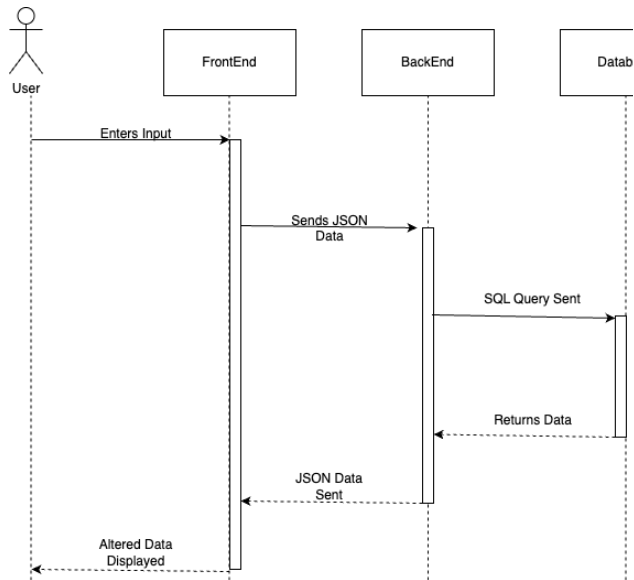 FrontEnd
BackEnd
Datab
User
Enters Input
Sends JSON
Data
SQL Query Sent
Returns Data
JSON Data
Sent
Altered Data
Displayed